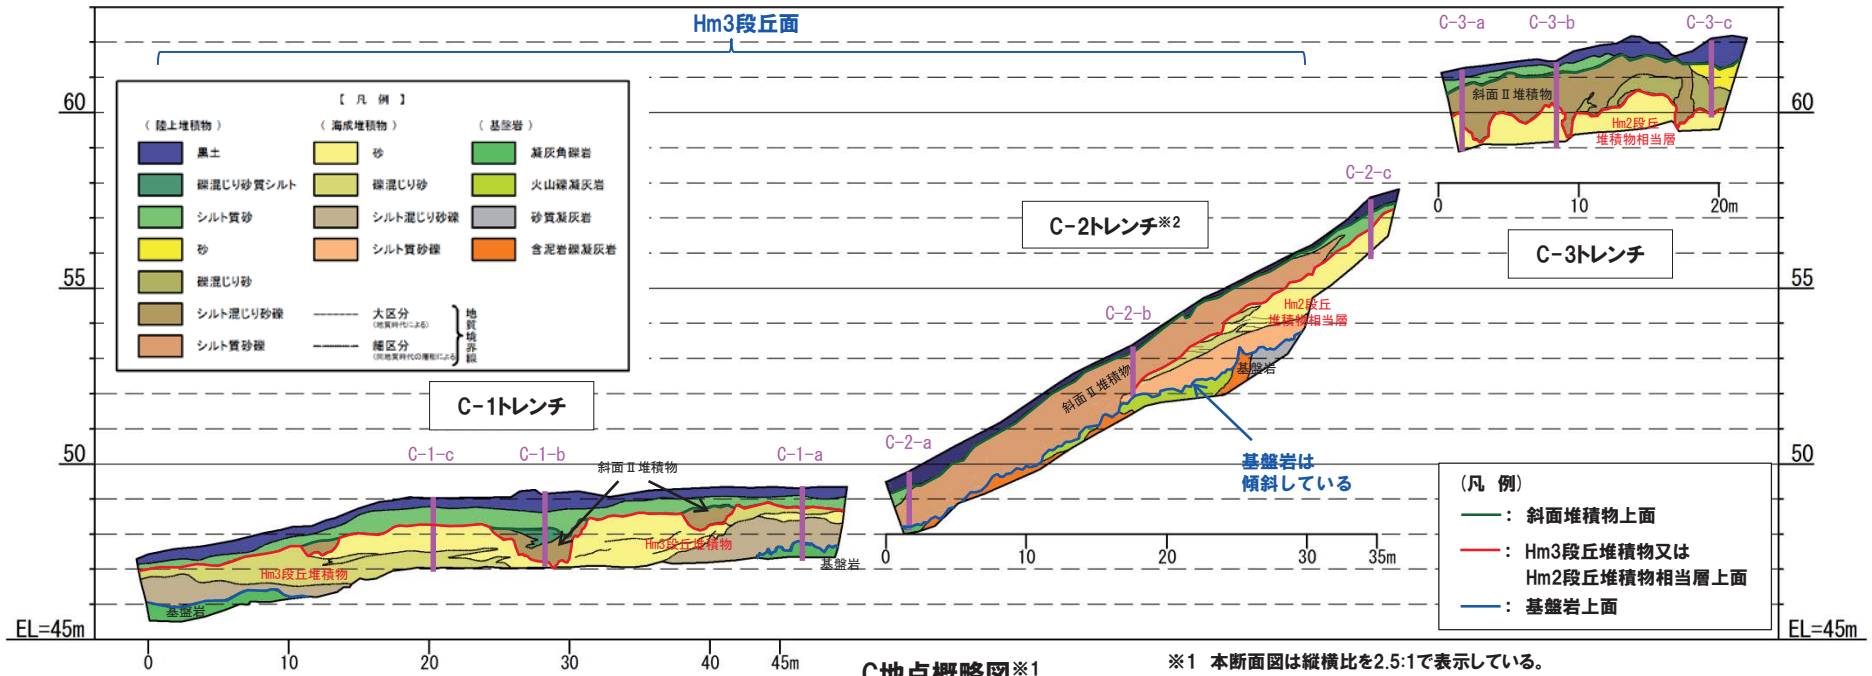 Hm3段丘面
C-3-a
C-3-b
C-3-c
【 凡 例 】
（ 陸上堆積物 ）
（ 海成堆積物 ）
（ 基盤岩 ）
黒土
砂
凝灰角礫岩
礫混じり砂質シルト
礫混じり砂
火山礫凝灰岩
シルト質砂
シルト混じり砂礫
砂質凝灰岩
砂
シルト質砂礫
含泥岩礫凝灰岩
礫混じり砂
シルト混じり砂礫
大区分
(地質時代による)
シルト質砂礫
細区分
地質境界線
60
55
50
EL=45m
60
55
50
EL=45m
斜面Ⅱ堆積物
Hm2段丘
堆積物相当層
0
10
20m
C-3トレンチ
C-2-c
C-2トレンチ※2
C-2-b
Hm2段丘
堆積物相当層
基盤岩
斜面Ⅱ堆積物
C-2-a
基盤岩は
傾斜している
0
10
20
30
35m
C-1トレンチ
C-1-c
C-1-b
斜面Ⅱ堆積物
C-1-a
Hm3段丘堆積物
Hm3段丘堆積物
基盤岩
基盤岩
0
10
20
30
40
45m
（凡 例）
： 斜面堆積物上面
： Hm3段丘堆積物又は
Hm2段丘堆積物相当層上面
： 基盤岩上面
C地点概略図※1
※1 本断面図は縦横比を2.5:1で表示している。